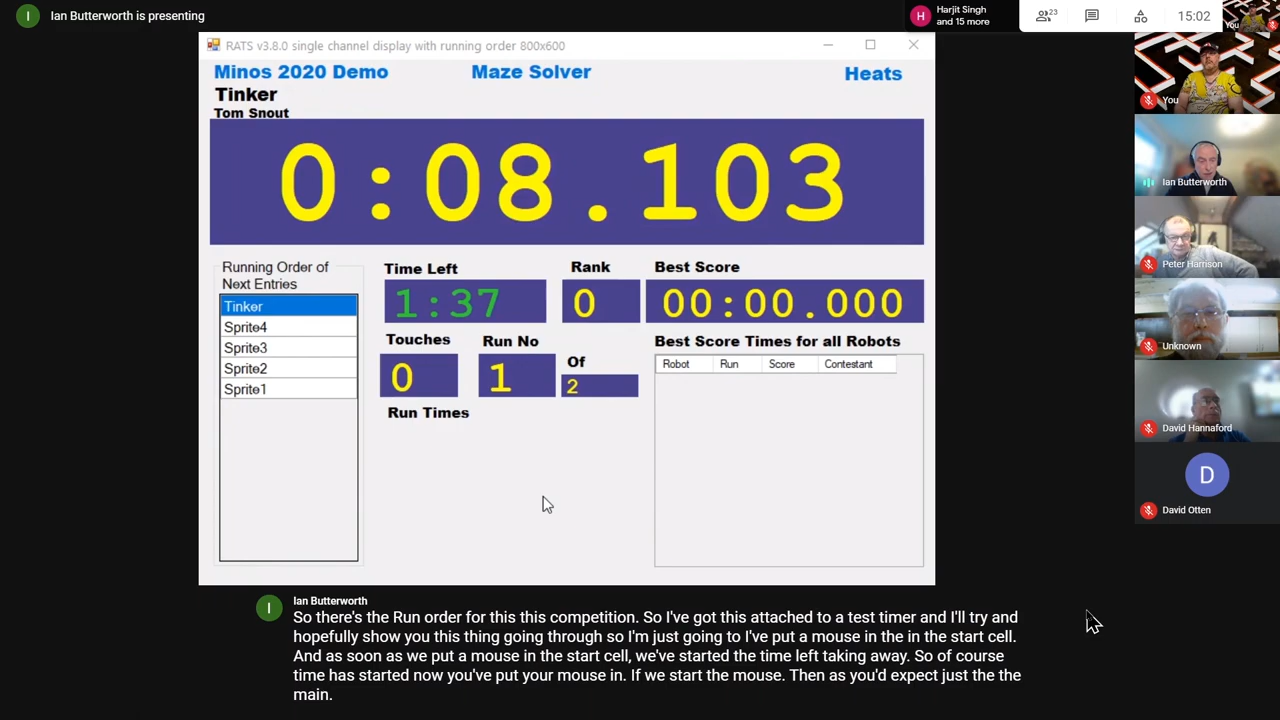 I Ian Butterworth is presenting
H Harjit Singh
and 15 more
23
15:02
You
RATS v3.8.0 single channel display with running order 800x600
Minos 2020 Demo Maze Solver Heats
Tinker
Tom Snout
0:08.103
Running Order of
Next Entries
Tinker
Sprite4
Sprite3
Sprite2
Sprite1
Time Left Rank Best Score
1:37 0 00:00.000
Touches Run No Of
0 1 2
Run Times
Best Score Times for all Robots
Robot Run Score Contestant
You
Ian Butterworth
Peter Harrison
Unknown
David Hannaford
D
David Otten
I Ian Butterworth
So there's the Run order for this this competition. So I've got this attached to a test timer and I'll try and
hopefully show you this thing going through so I'm just going to I've put a mouse in the in the start cell.
And as soon as we put a mouse in the start cell, we've started the time left taking away. So of course
time has started now you've put your mouse in. If we start the mouse. Then as you'd expect just the the
main.